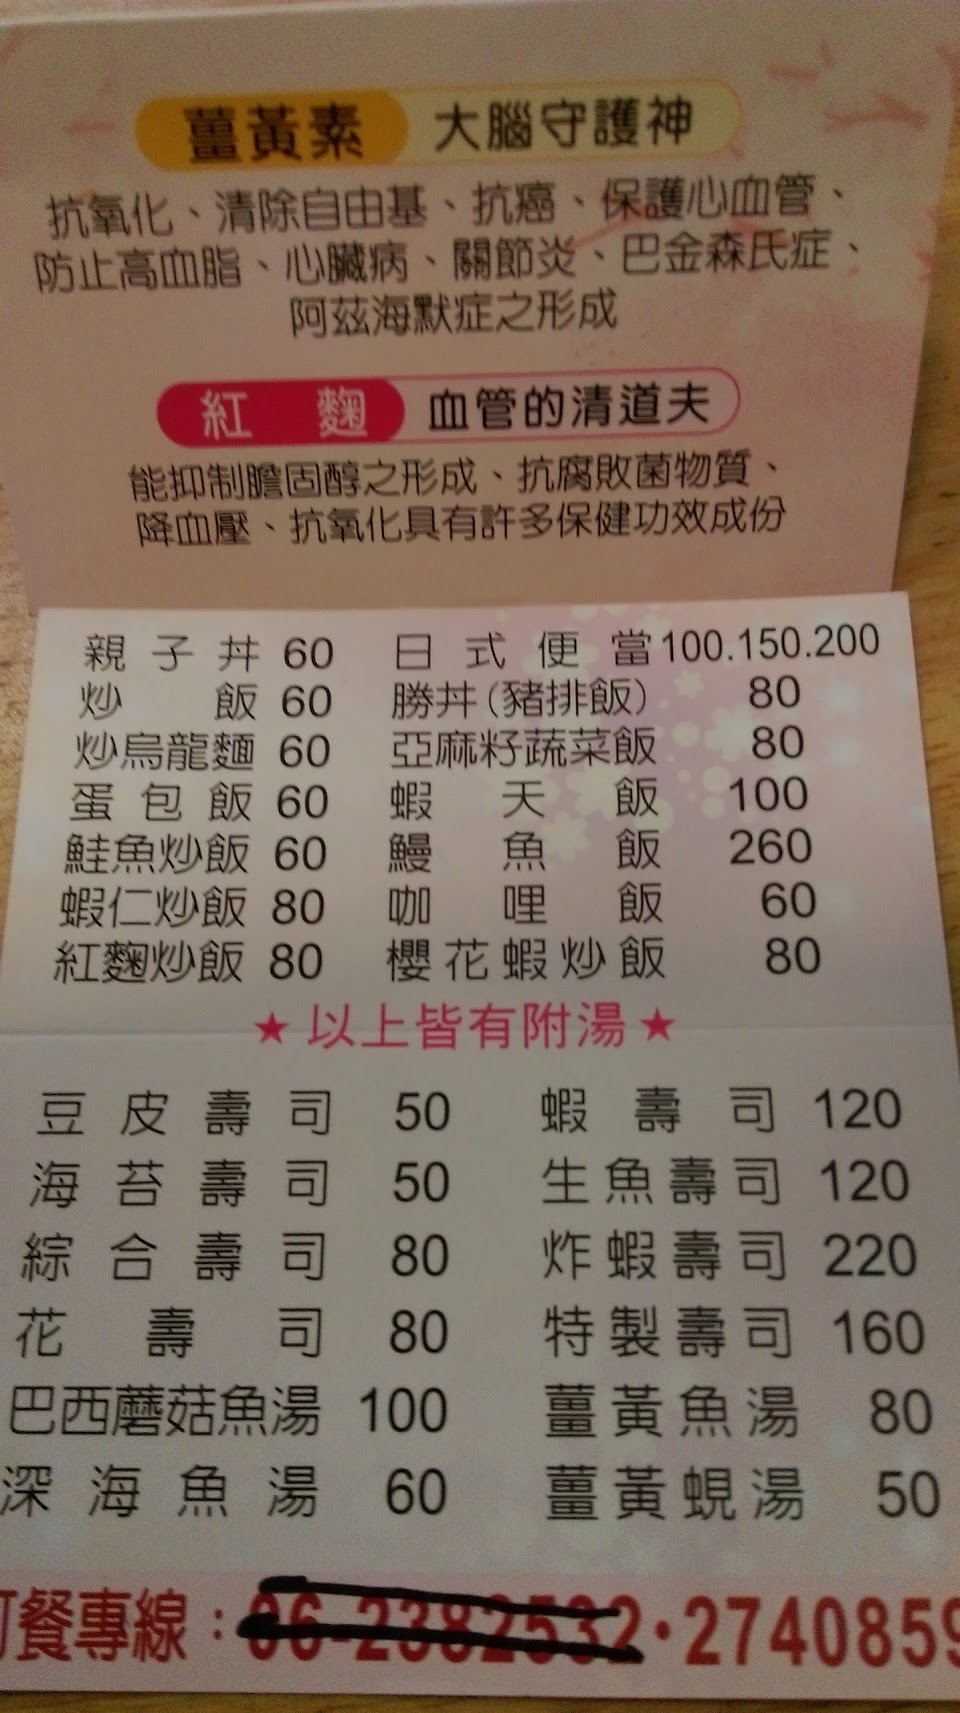 薑黃素 大腦守護神
抗氧化、清除自由基、抗癌、保護心血管、
防止高血脂、心臟病、關節炎、巴金森氏症、
阿茲海默症之形成
紅麴 血管的清道夫
能抑制膽固醇之形成、抗腐敗菌物質、
降血壓、抗氧化具有許多保健功效成份
親子丼 60 日式便當 100.150.200
炒飯 60 勝丼(豬排飯) 80
炒烏龍麵 60 亞麻籽蔬菜飯 80
蛋包飯 60 蝦天飯 100
鮭魚炒飯 60 鰻魚飯 260
蝦仁炒飯 80 咖哩飯 60
紅麴炒飯 80 櫻花蝦炒飯 80
★以上皆有附湯★
豆皮壽司 50 蝦壽司 120
海苔壽司 50 生魚壽司 120
綜合壽司 80 炸蝦壽司 220
花壽司 80 特製壽司 160
巴西蘑菇魚湯 100 薑黃魚湯 80
深海魚湯 60 薑黃蜆湯 50
訂餐專線：06-2382532·2740859